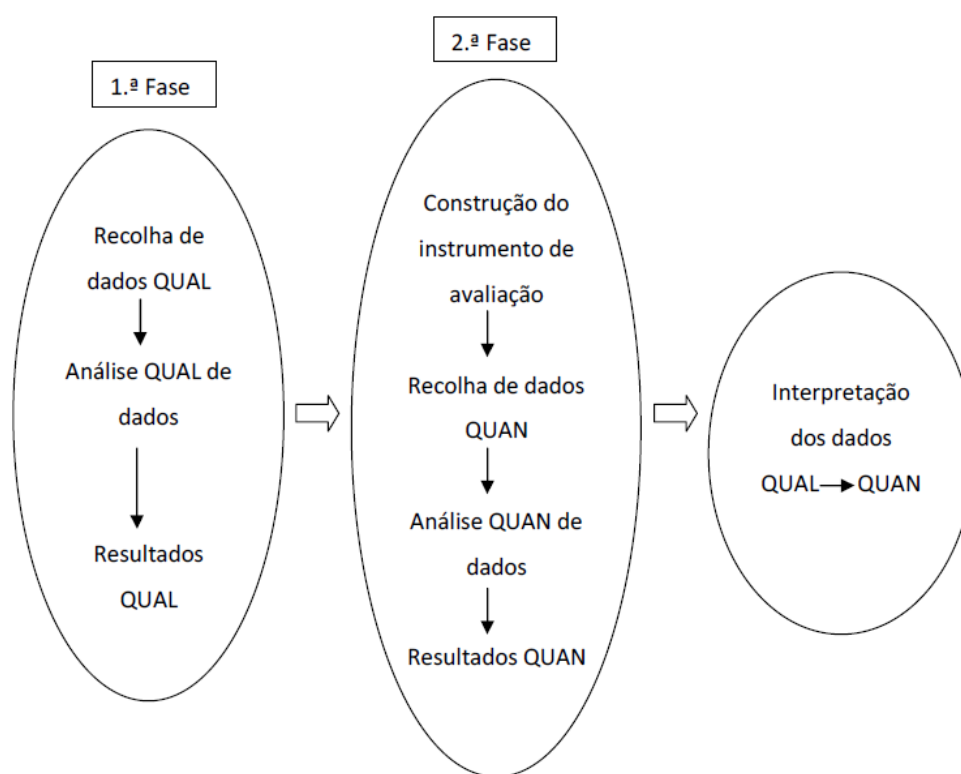 1.ª Fase
Recolha de
dados QUAL
Análise QUAL de
dados
Resultados
QUAL
2.ª Fase
Construção do
instrumento de
avaliação
Recolha de dados
QUAN
Análise QUAN de
dados
Resultados QUAN
Interpretação
dos dados
QUAL QUAN